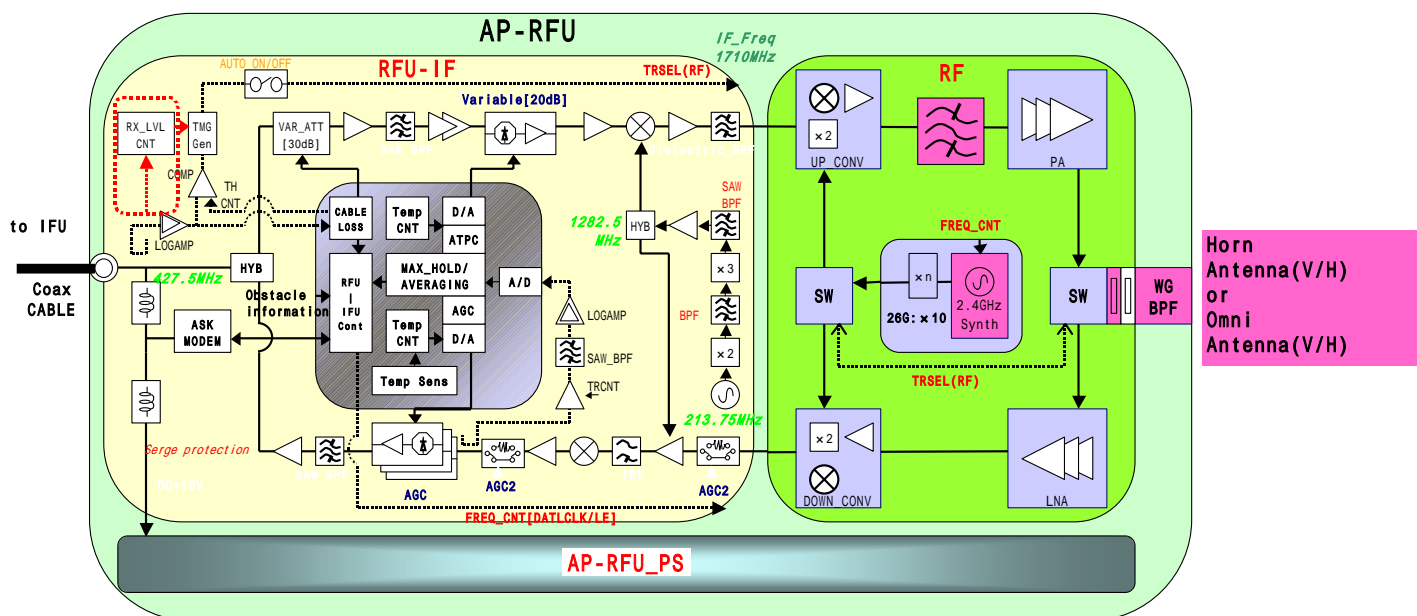 AP-RFU
IF_Freq
1710MHz
RFU-IF
AUTO ON/OFF
TRSEL(RF)
RF
Variable[20dB]
RX_LVL
CNT
TMG
Gen
VAR_ATT
[30dB]
×2
UP_CONV
PA
COMP
TH
CNT
CABLE
LOSS
Temp
CNT
D/A
ATPC
SAW
BPF
1282.5
MHz
HYB
to IFU
LOGAMP
FREQ_CNT
Horn
Antenna(V/H)
or
Omni
Antenna(V/H)
427.5MHz
HYB
RFU
|
IFU
Cont
MAX_HOLD/
AVERAGING
A/D
×3
×n
SW
2.4GHz
Synth
26G:×10
SW
WG
BPF
Coax
CABLE
Obstacle
information
AGC
LOGAMP
BPF
ASK
MODEM
Temp
CNT
D/A
SAW_BPF
×2
Temp Sens
TRCNT
TRSEL(RF)
213.75MHz
Serge protection
×2
DC+18V
AGC
AGC2
AGC2
DOWN_CONV
LNA
FREQ_CNT[DATLCLK/LE]
AP-RFU_PS